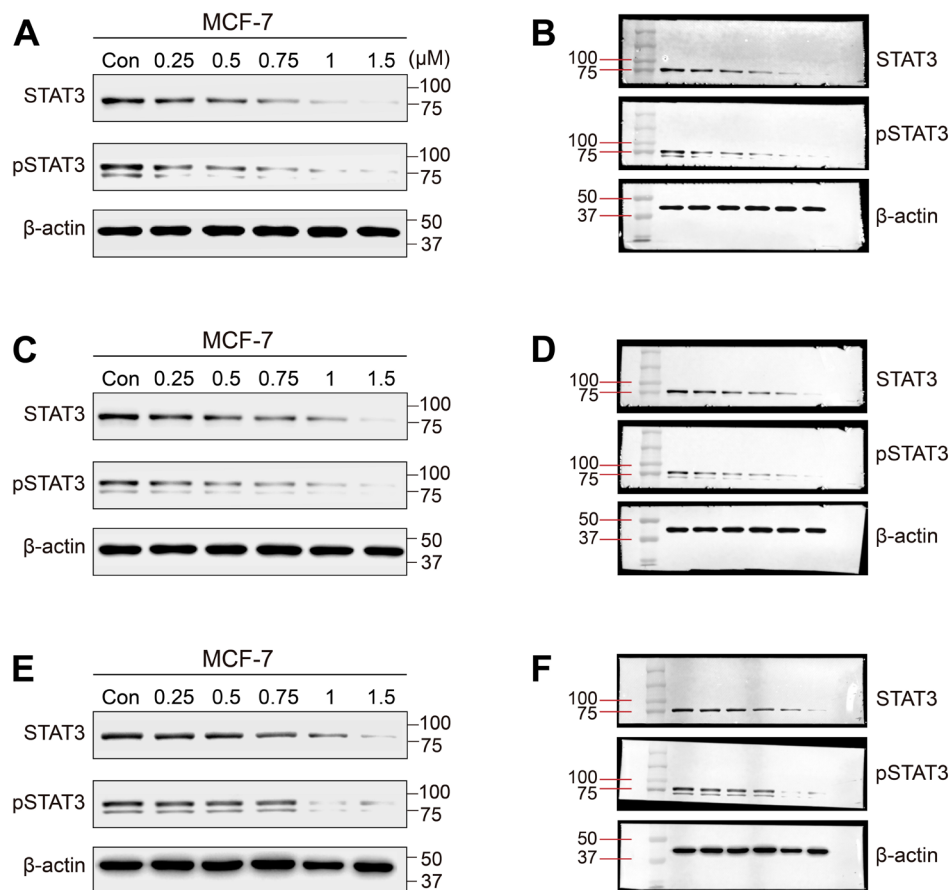 A
MCF-7
Con 0.25 0.5 0.75 1 1.5 (μM)
STAT3
100
75
pSTAT3
100
75
β-actin
50
37
B
100
75
STAT3
100
75
pSTAT3
50
37
β-actin
C
MCF-7
Con 0.25 0.5 0.75 1 1.5
STAT3
100
75
pSTAT3
100
75
β-actin
50
37
D
100
75
STAT3
100
75
pSTAT3
50
37
β-actin
E
MCF-7
Con 0.25 0.5 0.75 1 1.5
STAT3
100
75
pSTAT3
100
75
β-actin
50
37
F
100
75
STAT3
100
75
pSTAT3
50
37
β-actin